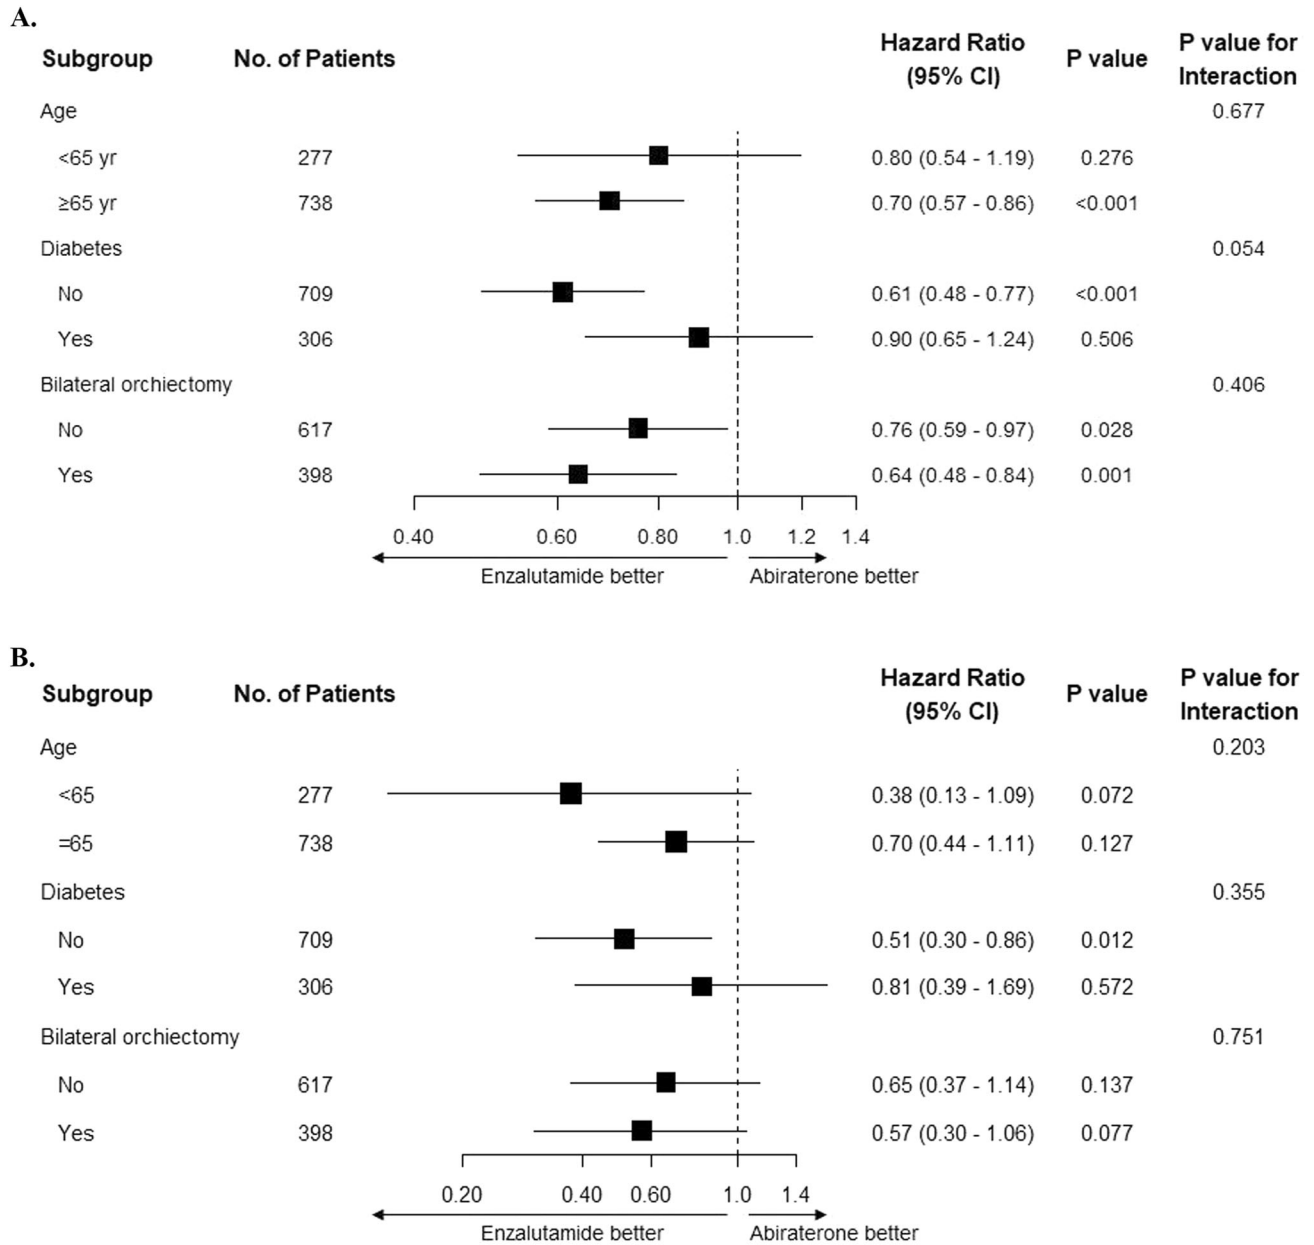 A.
Subgroup No. of Patients Hazard Ratio (95% CI) P value P value for Interaction
Age 0.677
<65 yr 277 0.80 (0.54 - 1.19) 0.276
≥65 yr 738 0.70 (0.57 - 0.86) <0.001
Diabetes 0.054
No 709 0.61 (0.48 - 0.77) <0.001
Yes 306 0.90 (0.65 - 1.24) 0.506
Bilateral orchiectomy 0.406
No 617 0.76 (0.59 - 0.97) 0.028
Yes 398 0.64 (0.48 - 0.84) 0.001
0.40 0.60 0.80 1.0 1.2 1.4
Enzalutamide better Abiraterone better
B.
Subgroup No. of Patients Hazard Ratio (95% CI) P value P value for Interaction
Age 0.203
<65 277 0.38 (0.13 - 1.09) 0.072
=65 738 0.70 (0.44 - 1.11) 0.127
Diabetes 0.355
No 709 0.51 (0.30 - 0.86) 0.012
Yes 306 0.81 (0.39 - 1.69) 0.572
Bilateral orchiectomy 0.751
No 617 0.65 (0.37 - 1.14) 0.137
Yes 398 0.57 (0.30 - 1.06) 0.077
0.20 0.40 0.60 1.0 1.4
Enzalutamide better Abiraterone better